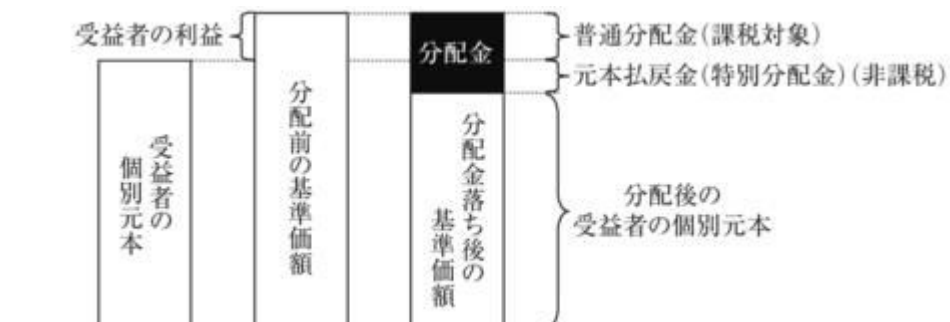 受益者の利益
分配金
普通分配金(課税対象)
元本払戻金(特別分配金)(非課税)
受益者の
個別元本
分配前の基準価額
分配金落ち後の
基準価額
分配後の
受益者の個別元本